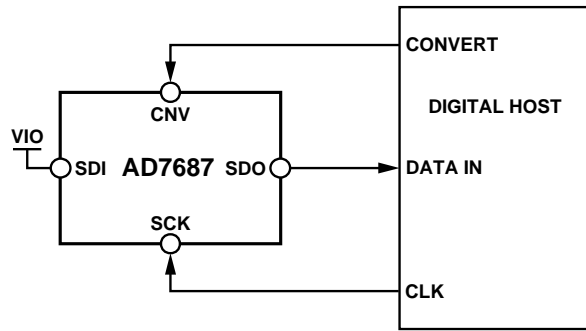 CONVERT
DIGITAL HOST
CNV
VIO
SDI
AD7687
SDO
DATA IN
SCK
CLK